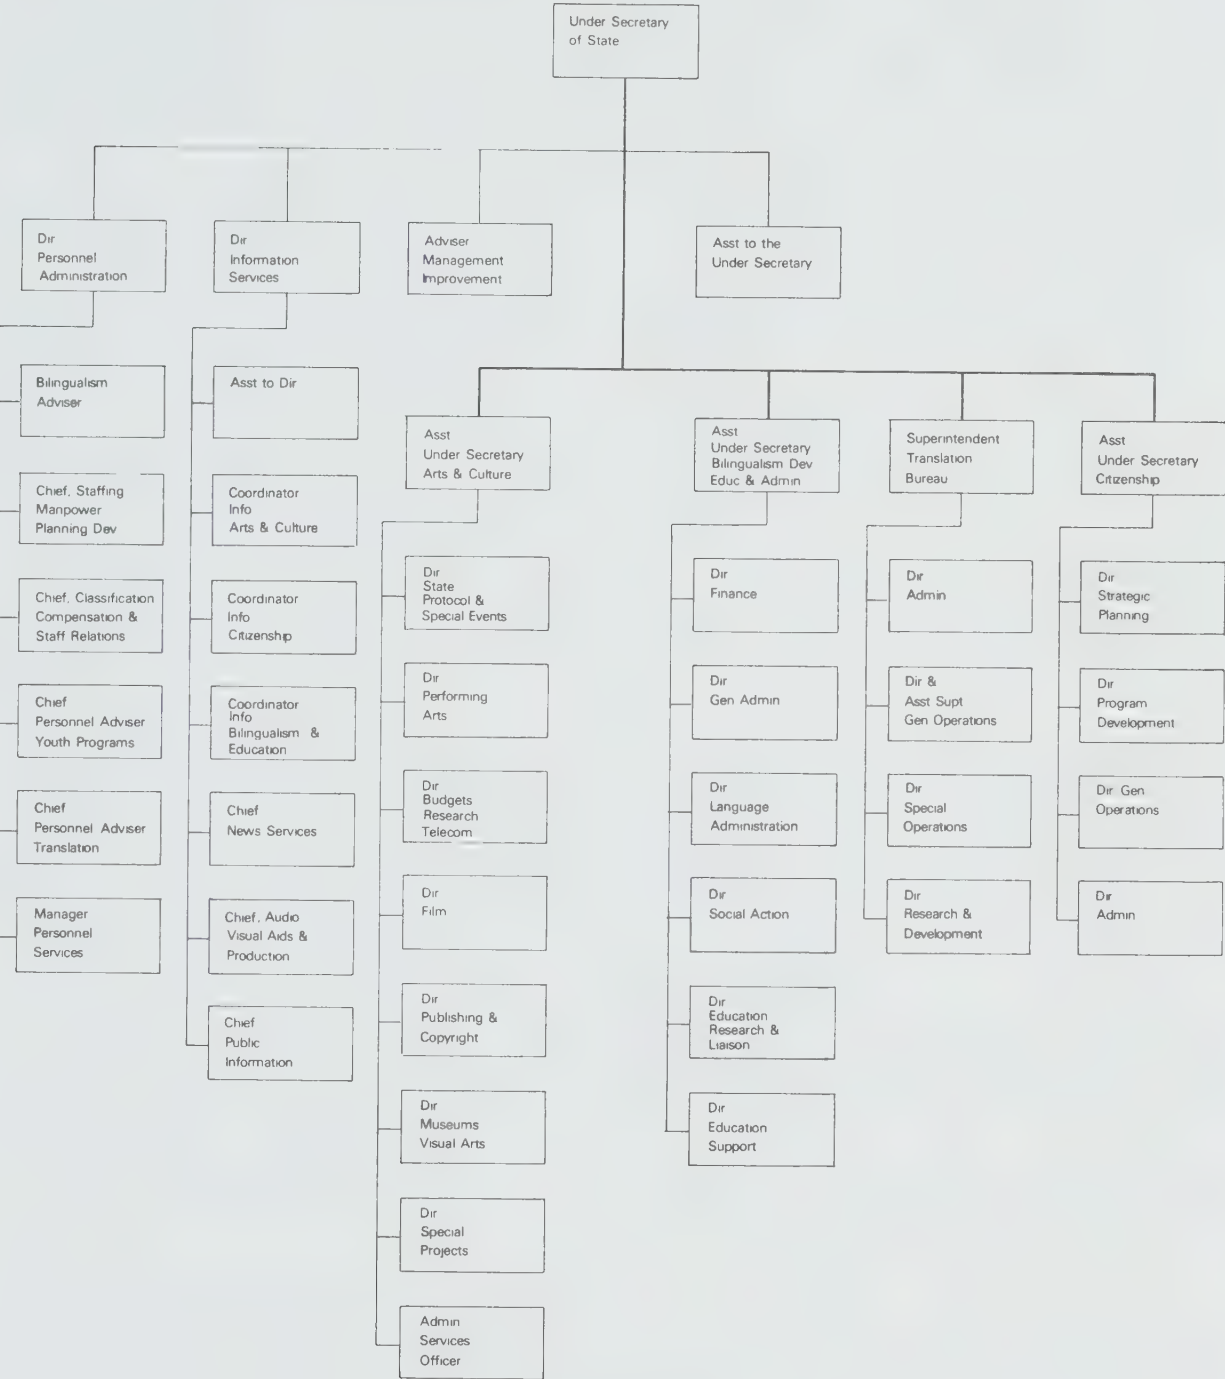 Under Secretary
of State
Dir
Personnel
Administration
Dir
Information
Services
Adviser
Management
Improvement
Asst to the
Under Secretary
Bilingualism
Adviser
Chief, Staffing
Manpower
Planning Dev
Chief, Classification
Compensation &
Staff Relations
Chief
Personnel Adviser
Youth Programs
Chief
Personnel Adviser
Translation
Manager
Personnel
Services
Asst to Dir
Coordinator
Info
Arts & Culture
Coordinator
Info
Citizenship
Coordinator
Info
Bilingualism &
Education
Chief
News Services
Chief, Audio
Visual Aids &
Production
Chief
Public
Information
Asst
Under Secretary
Arts & Culture
Dir
State
Protocol &
Special Events
Dir
Performing
Arts
Dir
Budgets
Research
Telecom
Dir
Film
Dir
Publishing &
Copyright
Dir
Museums
Visual Arts
Dir
Special
Projects
Admin
Services
Officer
Asst
Under Secretary
Bilingualism Dev
Educ & Admin
Dir
Finance
Dir
Gen Admin
Dir
Language
Administration
Dir
Social Action
Dir
Education
Research &
Liaison
Dir
Education
Support
Superintendent
Translation
Bureau
Dir
Admin
Dir &
Asst Supt
Gen Operations
Dir
Special
Operations
Dir
Research &
Development
Asst
Under Secretary
Citizenship
Dir
Strategic
Planning
Dir
Program
Development
Dir Gen
Operations
Dir
Admin